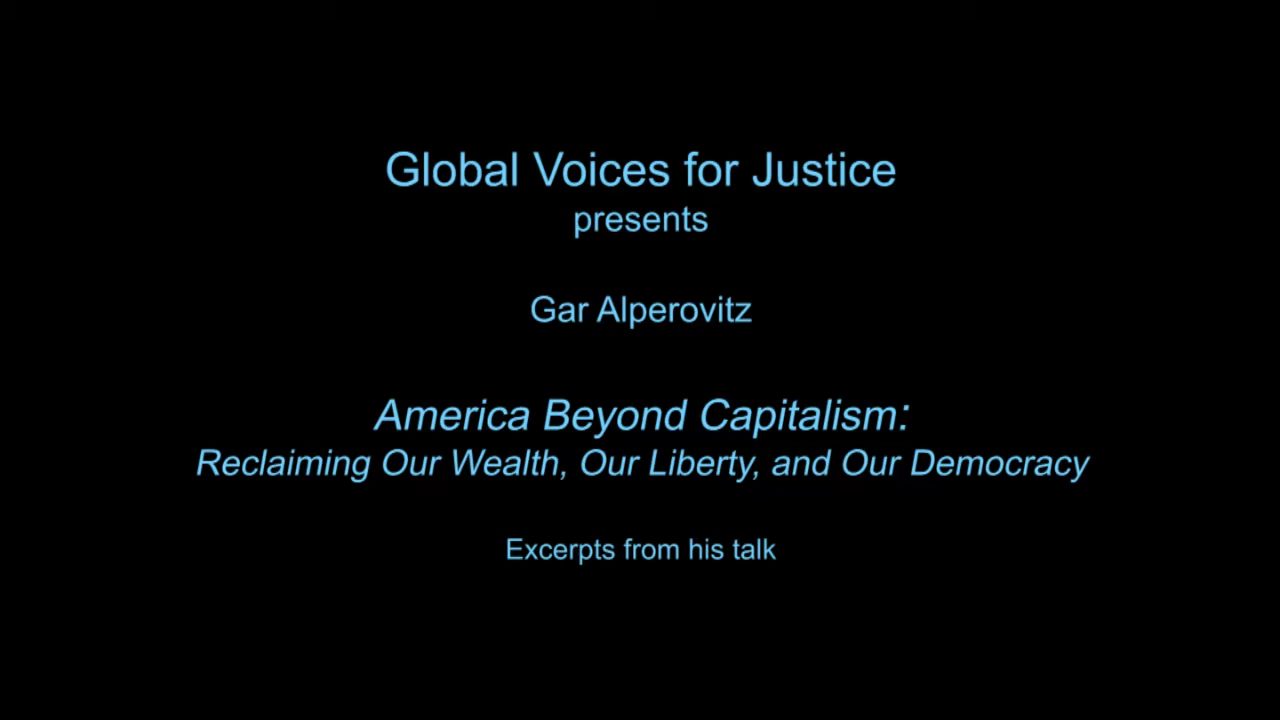 Global Voices for Justice
presents
Gar Alperovitz
America Beyond Capitalism:
Reclaiming Our Wealth, Our Liberty, and Our Democracy
Excerpts from his talk